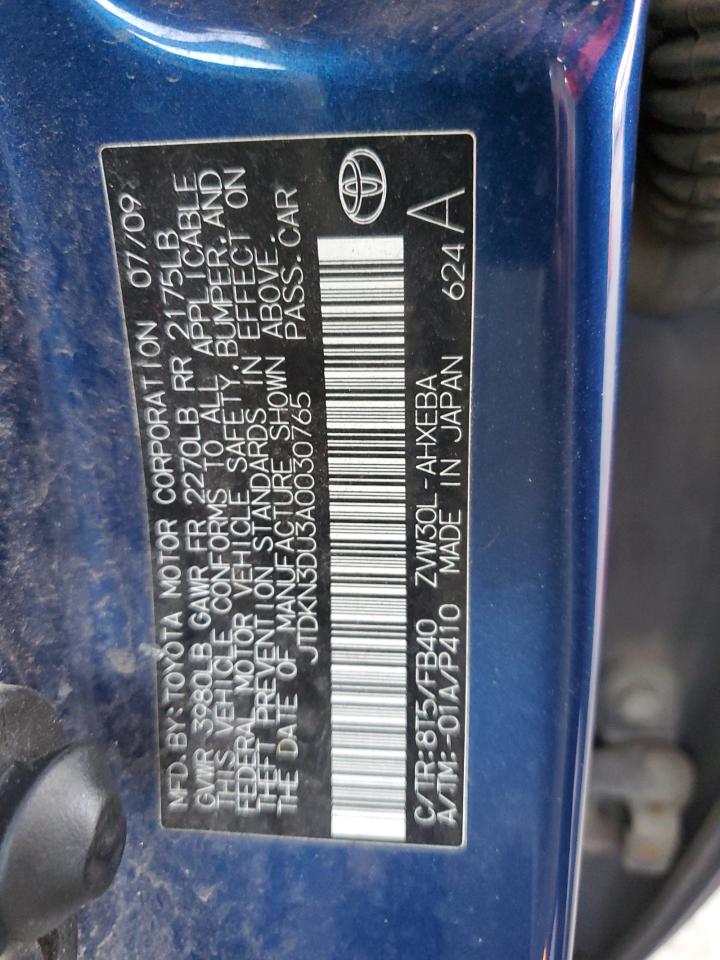 MFD.BY:TOYOTA MOTOR CORPORATION 07/09
GVWR 3980LB GAWR FR 2270LB RR 2175LB
THIS VEHICLE CONFORMS TO ALL APPLICABLE
FEDERAL MOTOR VEHICLE SAFETY,BUMPER,AND
THEFT PREVENTION STANDARDS IN EFFECT ON
THE DATE OF MANUFACTURE SHOWN ABOVE.
JTDKN3DU3A0030765 PASS.CAR
C/TR:8T5/FB40 ZVW30L-AHXEBA
A/TM:-01A/P410 MADE IN JAPAN 624 A